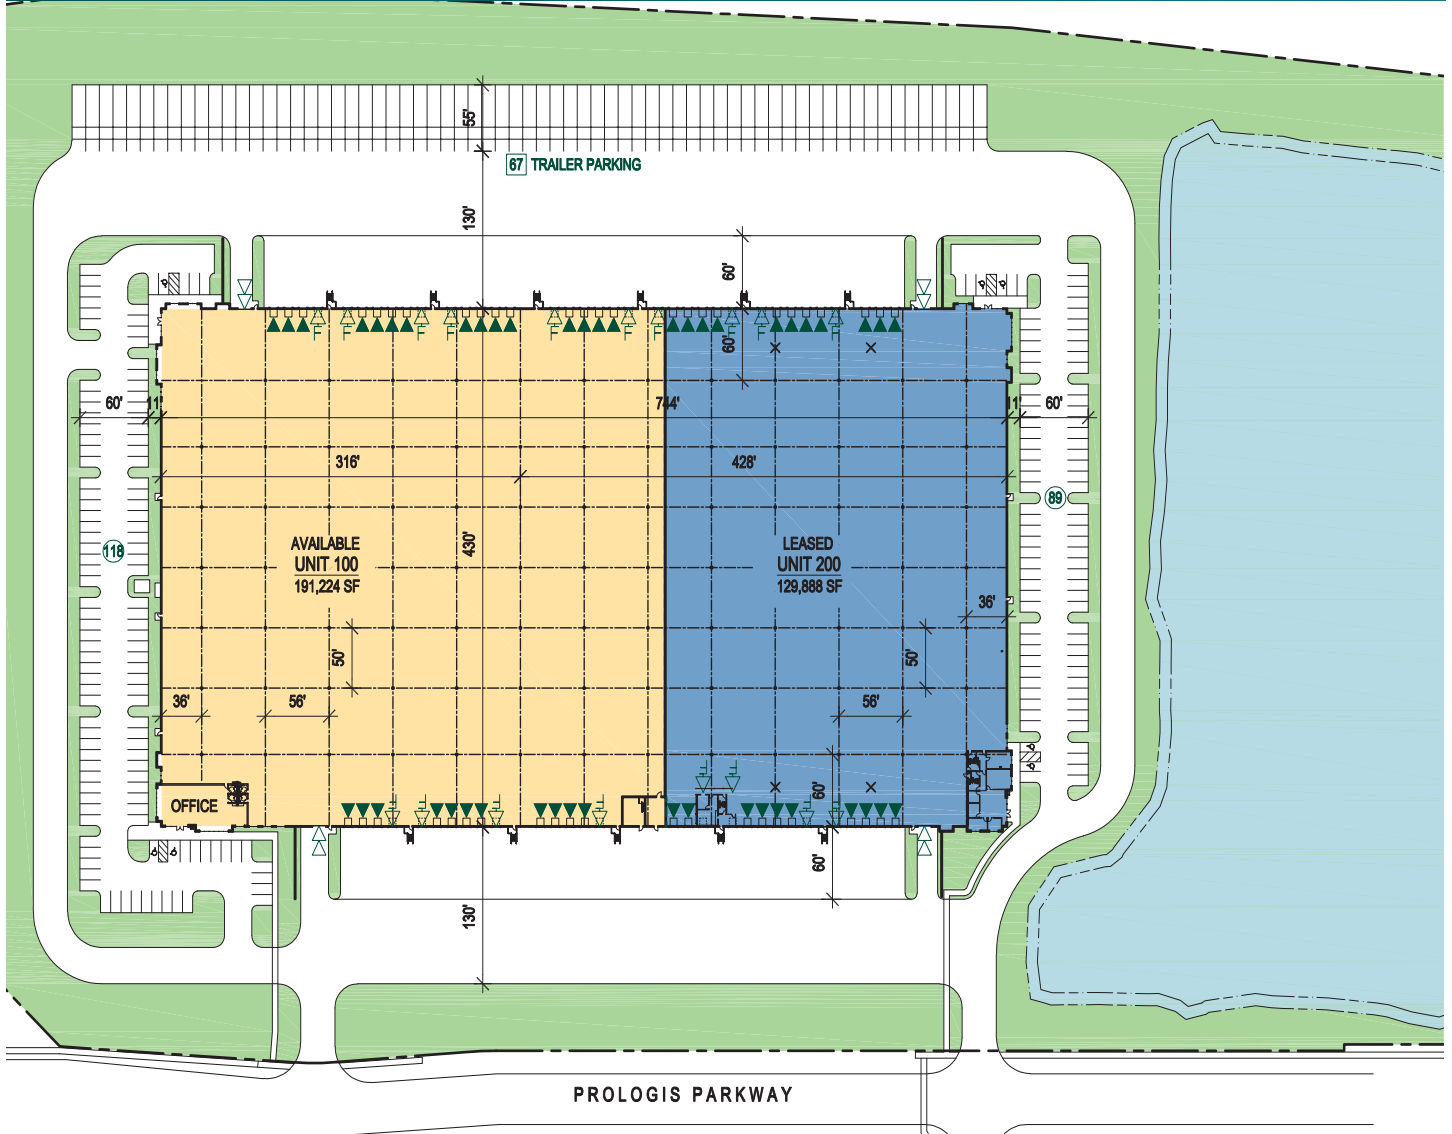 55'
67 TRAILER PARKING
130'
60'
F F F F F F F F F F
60'
60' 11' 744' 11' 60'
316' 428'
89
118
430'
AVAILABLE
UNIT 100
191,224 SF
LEASED
UNIT 200
129,888 SF
36'
50' 50'
36' 56' 56'
OFFICE
60'
F F F F F F F F
60'
130'
PROLOGIS PARKWAY